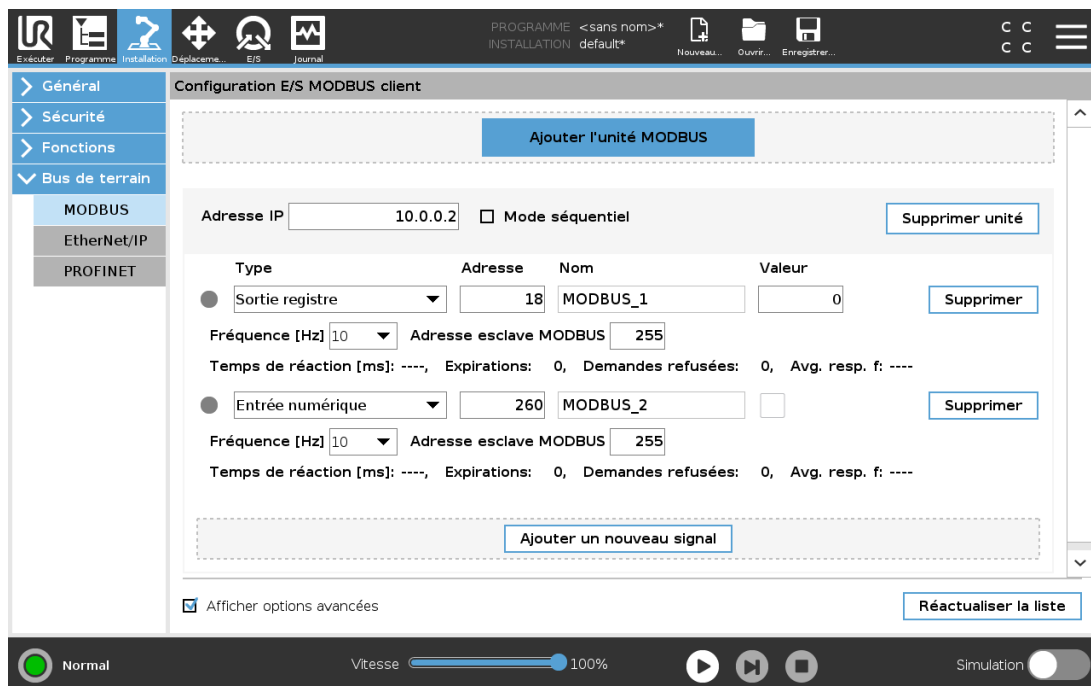 PROGRAMME <sans nom>*
INSTALLATION default*
UR
Exécuter Programme Installation Déplaceme... E/S Journal
Nouveau... Ouvrir... Enregistrer...
C C
C C
Général
Sécurité
Fonctions
Bus de terrain
MODBUS
EtherNet/IP
PROFINET
Configuration E/S MODBUS client
Ajouter l'unité MODBUS
Adresse IP 10.0.0.2 Mode séquentiel Supprimer unité
Type Adresse Nom Valeur
Sortie registre 18 MODBUS_1 0 Supprimer
Fréquence [Hz] 10 Adresse esclave MODBUS 255
Temps de réaction [ms]: ----, Expirations: 0, Demandes refusées: 0, Avg. resp. f: ----
Entrée numérique 260 MODBUS_2 Supprimer
Fréquence [Hz] 10 Adresse esclave MODBUS 255
Temps de réaction [ms]: ----, Expirations: 0, Demandes refusées: 0, Avg. resp. f: ----
Ajouter un nouveau signal
Afficher options avancées Réactualiser la liste
Normal Vitesse 100% Simulation